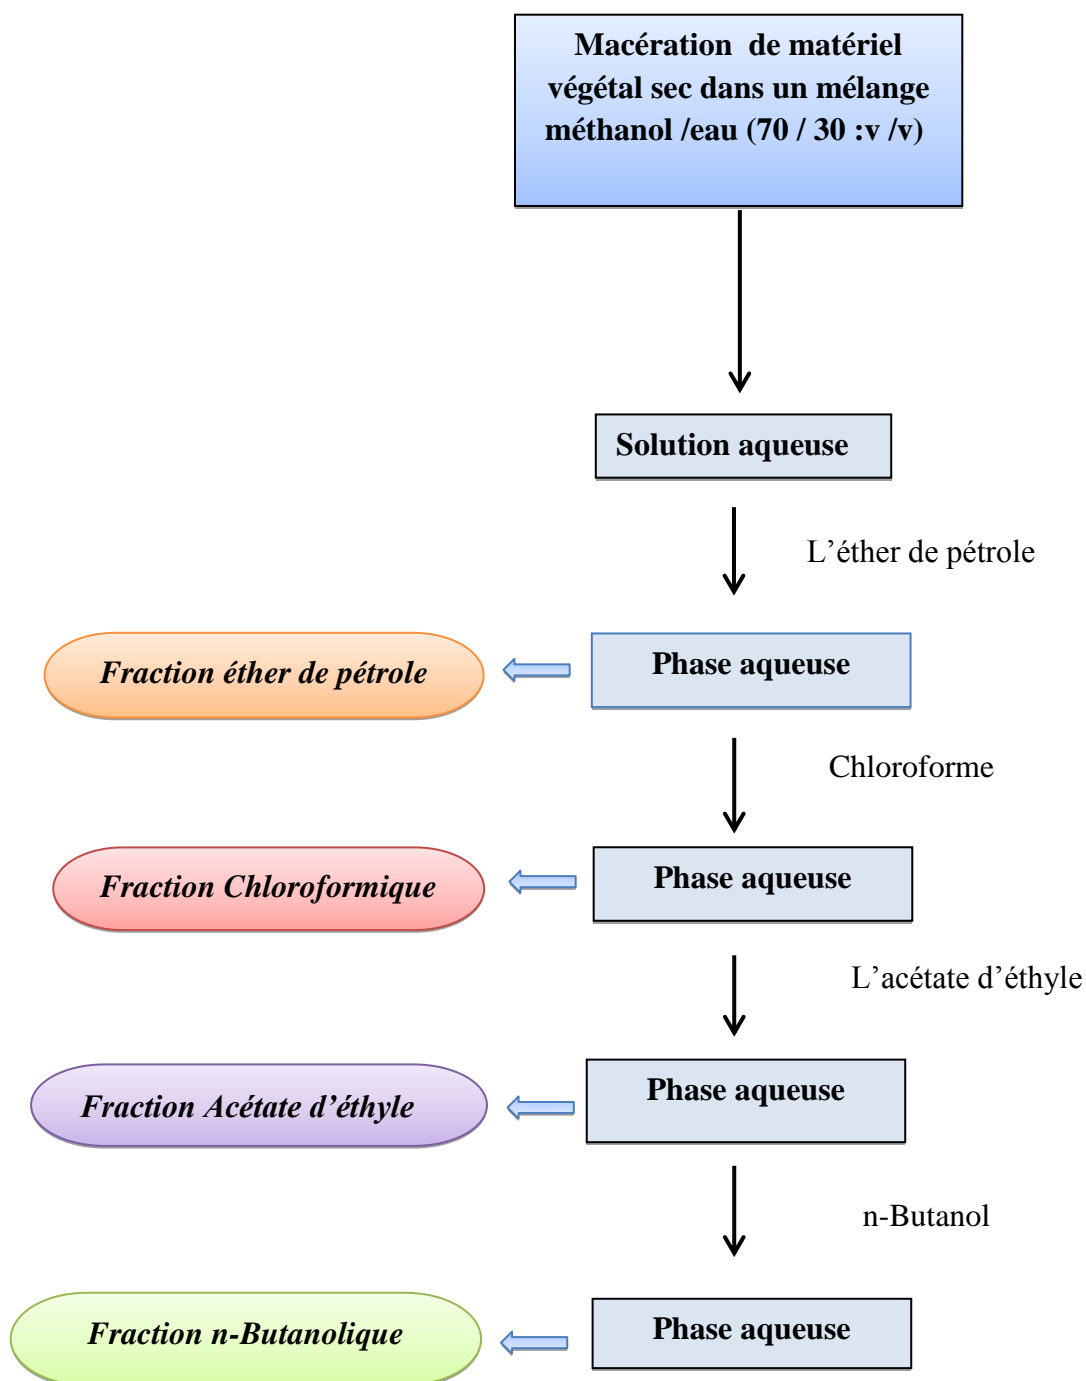 Macération de matériel
végétal sec dans un mélange
méthanol /eau (70 / 30 :v /v)
Solution aqueuse
L’éther de pétrole
Fraction éther de pétrole
Phase aqueuse
Chloroforme
Fraction Chloroformique
Phase aqueuse
L’acétate d’éthyle
Fraction Acétate d’éthyle
Phase aqueuse
n-Butanol
Fraction n-Butanolique
Phase aqueuse